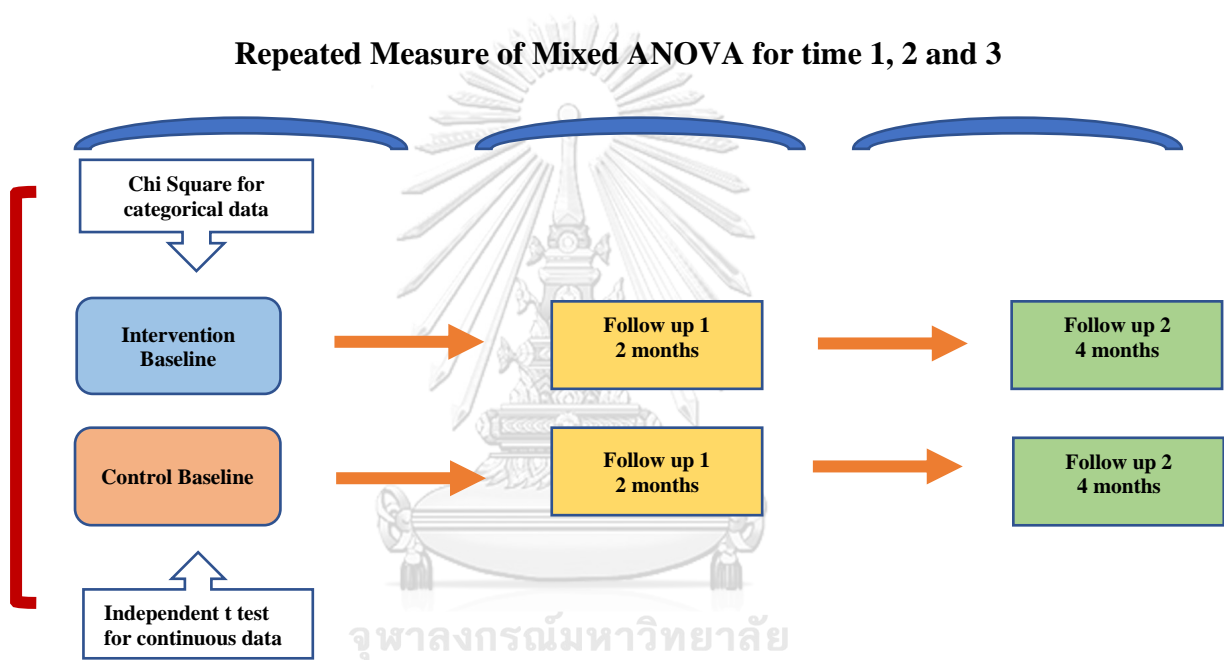 Repeated Measure of Mixed ANOVA for time 1, 2 and 3
Chi Square for
categorical data
Intervention
Baseline
Follow up 1
2 months
Follow up 2
4 months
Control Baseline
Follow up 1
2 months
Follow up 2
4 months
Independent t test
for continuous data
จุฬาลงกรณ์มหาวิทยาลัย